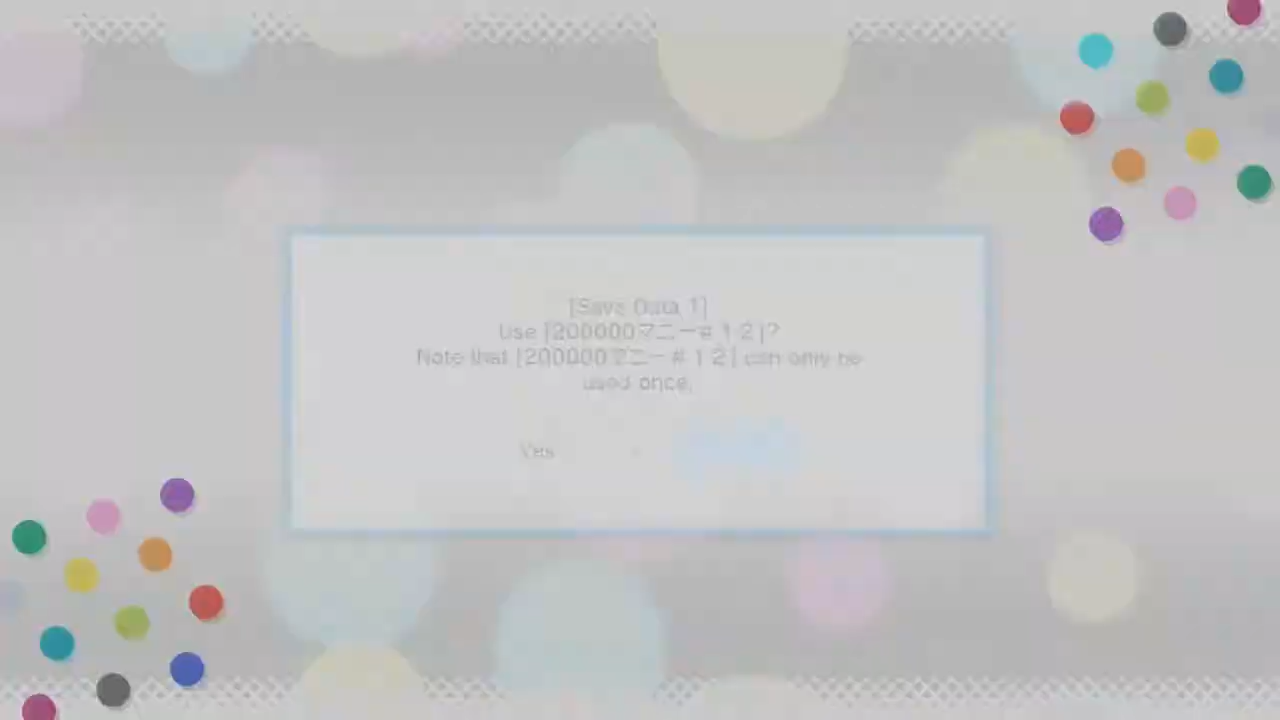 [Save Data 1]
Use [200000マニー#12]?
Note that [200000マニー#12] can only be
used once.
Yes